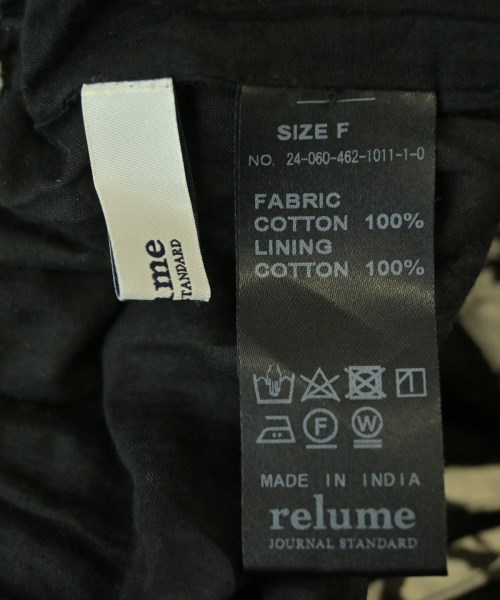 ume
STANDARD
SIZE F
NO. 24-060-462-1011-1-0
FABRIC
COTTON 100%
LINING
COTTON 100%
F
W
MADE IN INDIA
relume
JOURNAL STANDARD